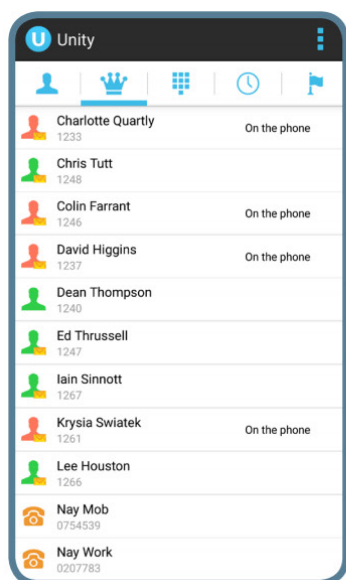 U Unity
Charlotte Quartly
1233
On the phone
Chris Tutt
1248
Colin Farrant
1246
On the phone
David Higgins
1237
On the phone
Dean Thompson
1240
Ed Thrussell
1247
Iain Sinnott
1267
Krysia Swiatek
1261
On the phone
Lee Houston
1266
Nay Mob
0754539
Nay Work
0207783